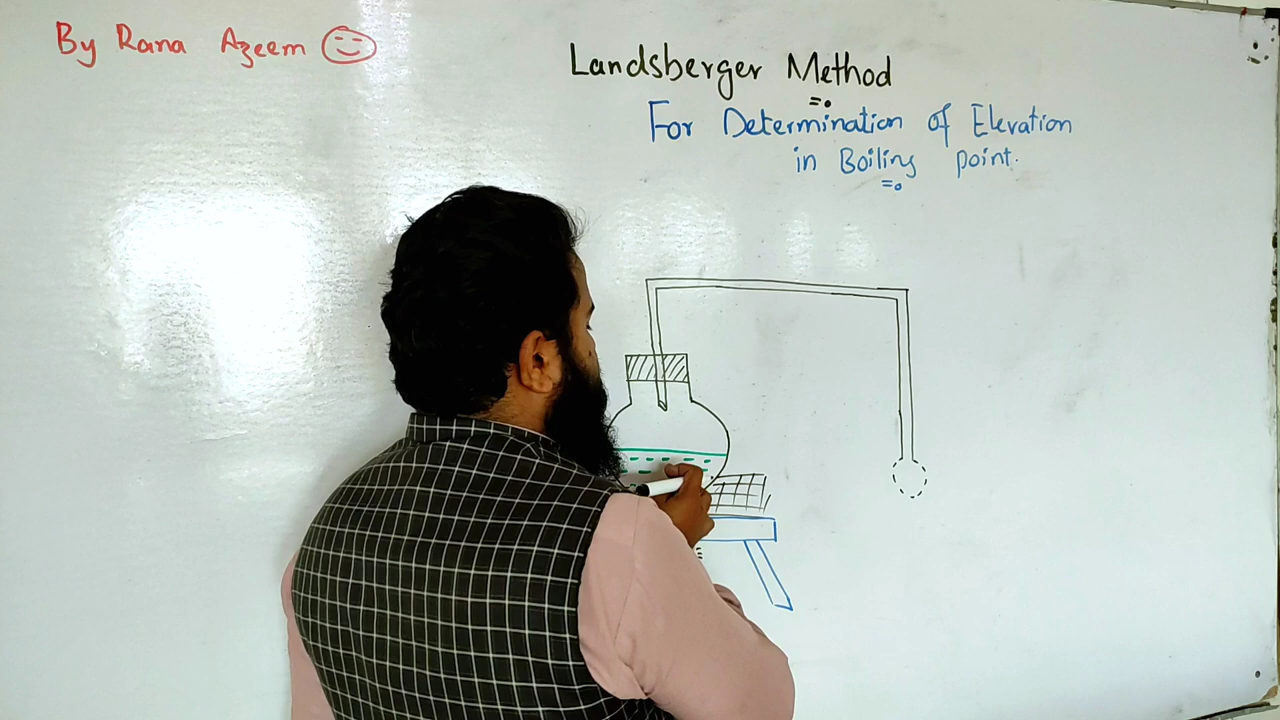 By Rana Azeem
Landsberger Method
For Determination of Elevation
in Boiling point.